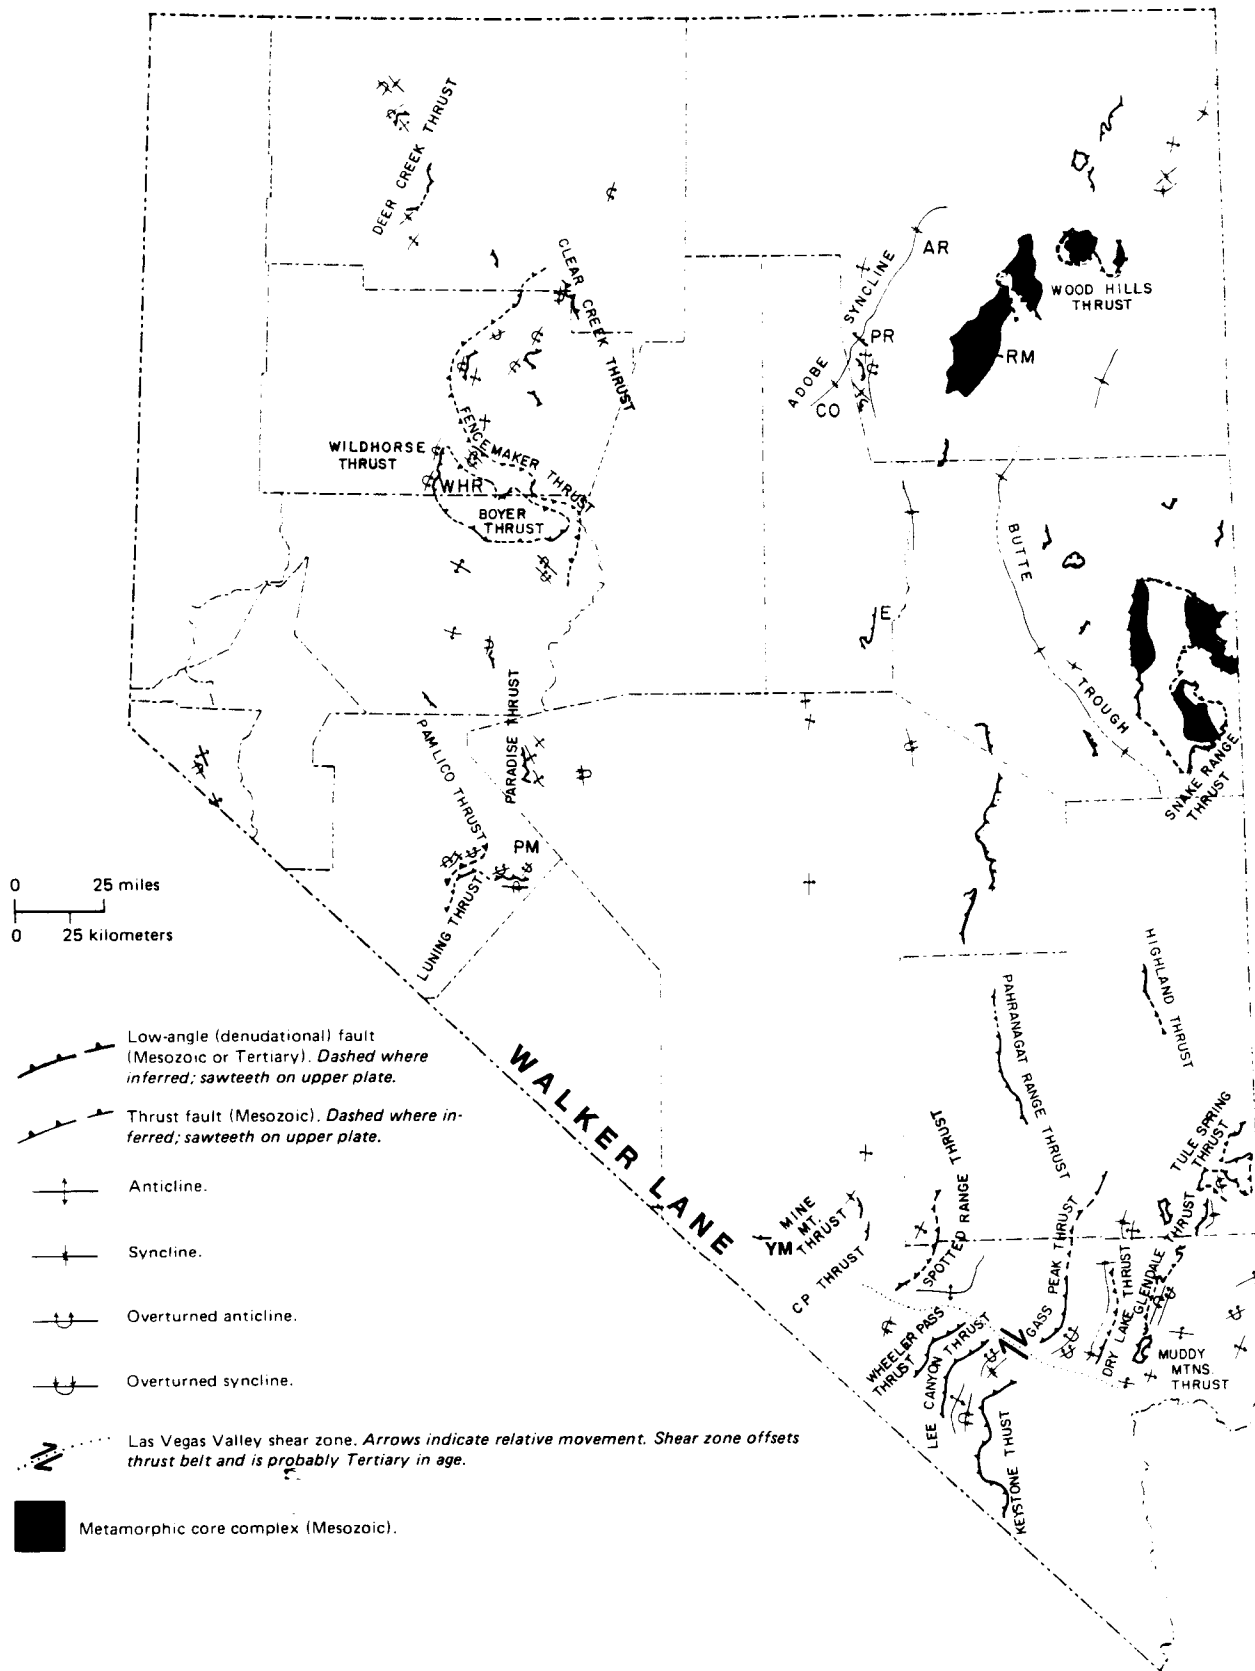 DEER CREEK THRUST
CLEAR CREEK THRUST
AR
ADOBE SYNCLINE
WOOD HILLS
THRUST
PR
RM
CO
FENCEMAKER THRUST
WILDHORSE
THRUST
WHR
BOYER
THRUST
BUTTE TROUGH
E
SNAKE RANGE
THRUST
PARADISE THRUST
PAMLICO THRUST
PM
LUNING THRUST
0 25 miles
0 25 kilometers
HIGHLAND THRUST
PAHRANAGAT RANGE THRUST
Low-angle (denudational) fault
(Mesozoic or Tertiary). Dashed where
inferred; sawteeth on upper plate.
Thrust fault (Mesozoic). Dashed where in-
ferred; sawteeth on upper plate.
Anticline.
Syncline.
Overturned anticline.
Overturned syncline.
Las Vegas Valley shear zone. Arrows indicate relative movement. Shear zone offsets
thrust belt and is probably Tertiary in age.
Metamorphic core complex (Mesozoic).
WALKER LANE
TULE SPRING
THRUST
MINE
MT.
THRUST
YM
CP THRUST
SPOTTED RANGE THRUST
GASS PEAK THRUST
DRY LAKE THRUST
GLENDALE THRUST
MUDDY
MTNS.
THRUST
WHEELER PASS
THRUST
LEE CANYON THRUST
KEYSTONE THUST